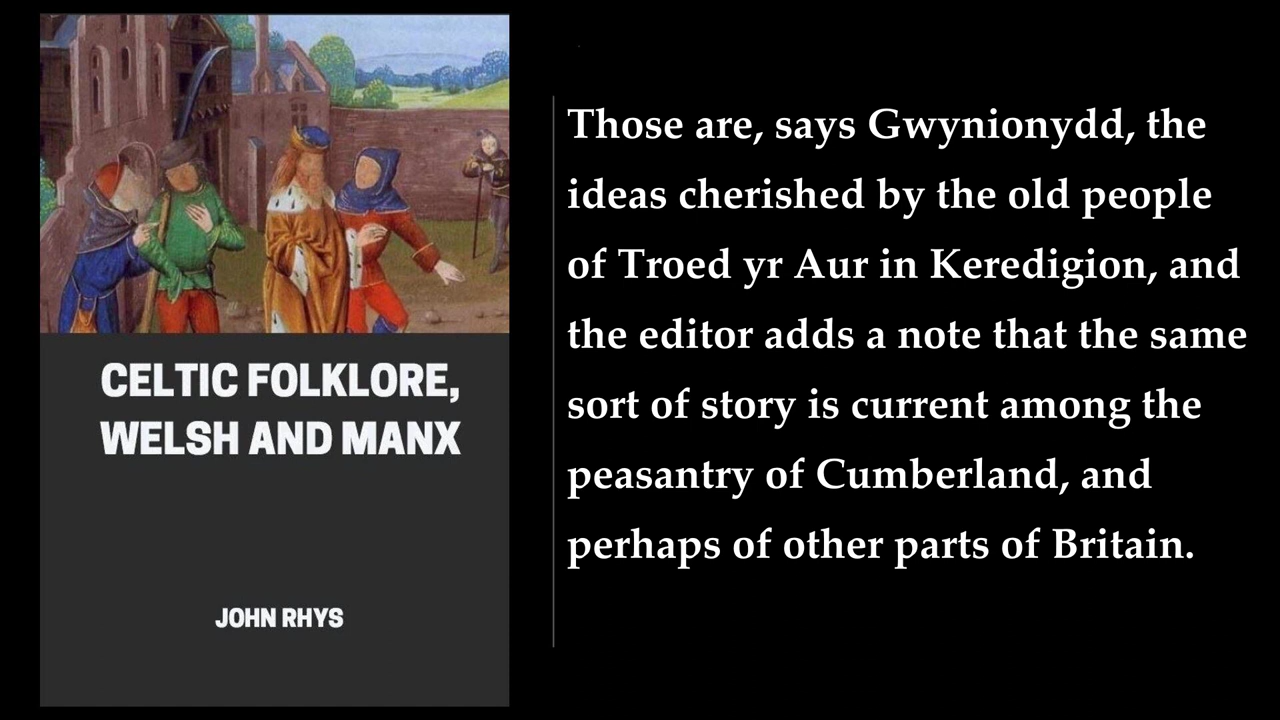 CELTIC FOLKLORE,
WELSH AND MANX
JOHN RHYS
Those are, says Gwynionydd, the
ideas cherished by the old people
of Troed yr Aur in Keredigion, and
the editor adds a note that the same
sort of story is current among the
peasantry of Cumberland, and
perhaps of other parts of Britain.